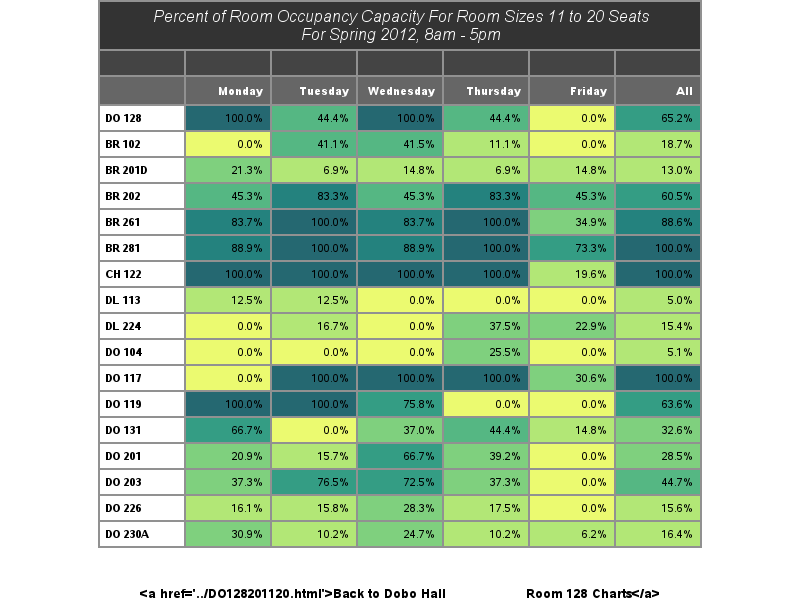 Percent of Room Occupancy Capacity For Room Sizes 11 to 20 Seats
For Spring 2012, 8am - 5pm
Monday Tuesday Wednesday Thursday Friday All
DO 128 100.0% 44.4% 100.0% 44.4% 0.0% 65.2%
BR 102 0.0% 41.1% 41.5% 11.1% 0.0% 18.7%
BR 201D 21.3% 6.9% 14.8% 6.9% 14.8% 13.0%
BR 202 45.3% 83.3% 45.3% 83.3% 45.3% 60.5%
BR 261 83.7% 100.0% 83.7% 100.0% 34.9% 88.6%
BR 281 88.9% 100.0% 88.9% 100.0% 73.3% 100.0%
CH 122 100.0% 100.0% 100.0% 100.0% 19.6% 100.0%
DL 113 12.5% 12.5% 0.0% 0.0% 0.0% 5.0%
DL 224 0.0% 16.7% 0.0% 37.5% 22.9% 15.4%
DO 104 0.0% 0.0% 0.0% 25.5% 0.0% 5.1%
DO 117 0.0% 100.0% 100.0% 100.0% 30.6% 100.0%
DO 119 100.0% 100.0% 75.8% 0.0% 0.0% 63.6%
DO 131 66.7% 0.0% 37.0% 44.4% 14.8% 32.6%
DO 201 20.9% 15.7% 66.7% 39.2% 0.0% 28.5%
DO 203 37.3% 76.5% 72.5% 37.3% 0.0% 44.7%
DO 226 16.1% 15.8% 28.3% 17.5% 0.0% 15.6%
DO 230A 30.9% 10.2% 24.7% 10.2% 6.2% 16.4%
<a href='../DO128201120.html'>Back to Dobo Hall Room 128 Charts</a>